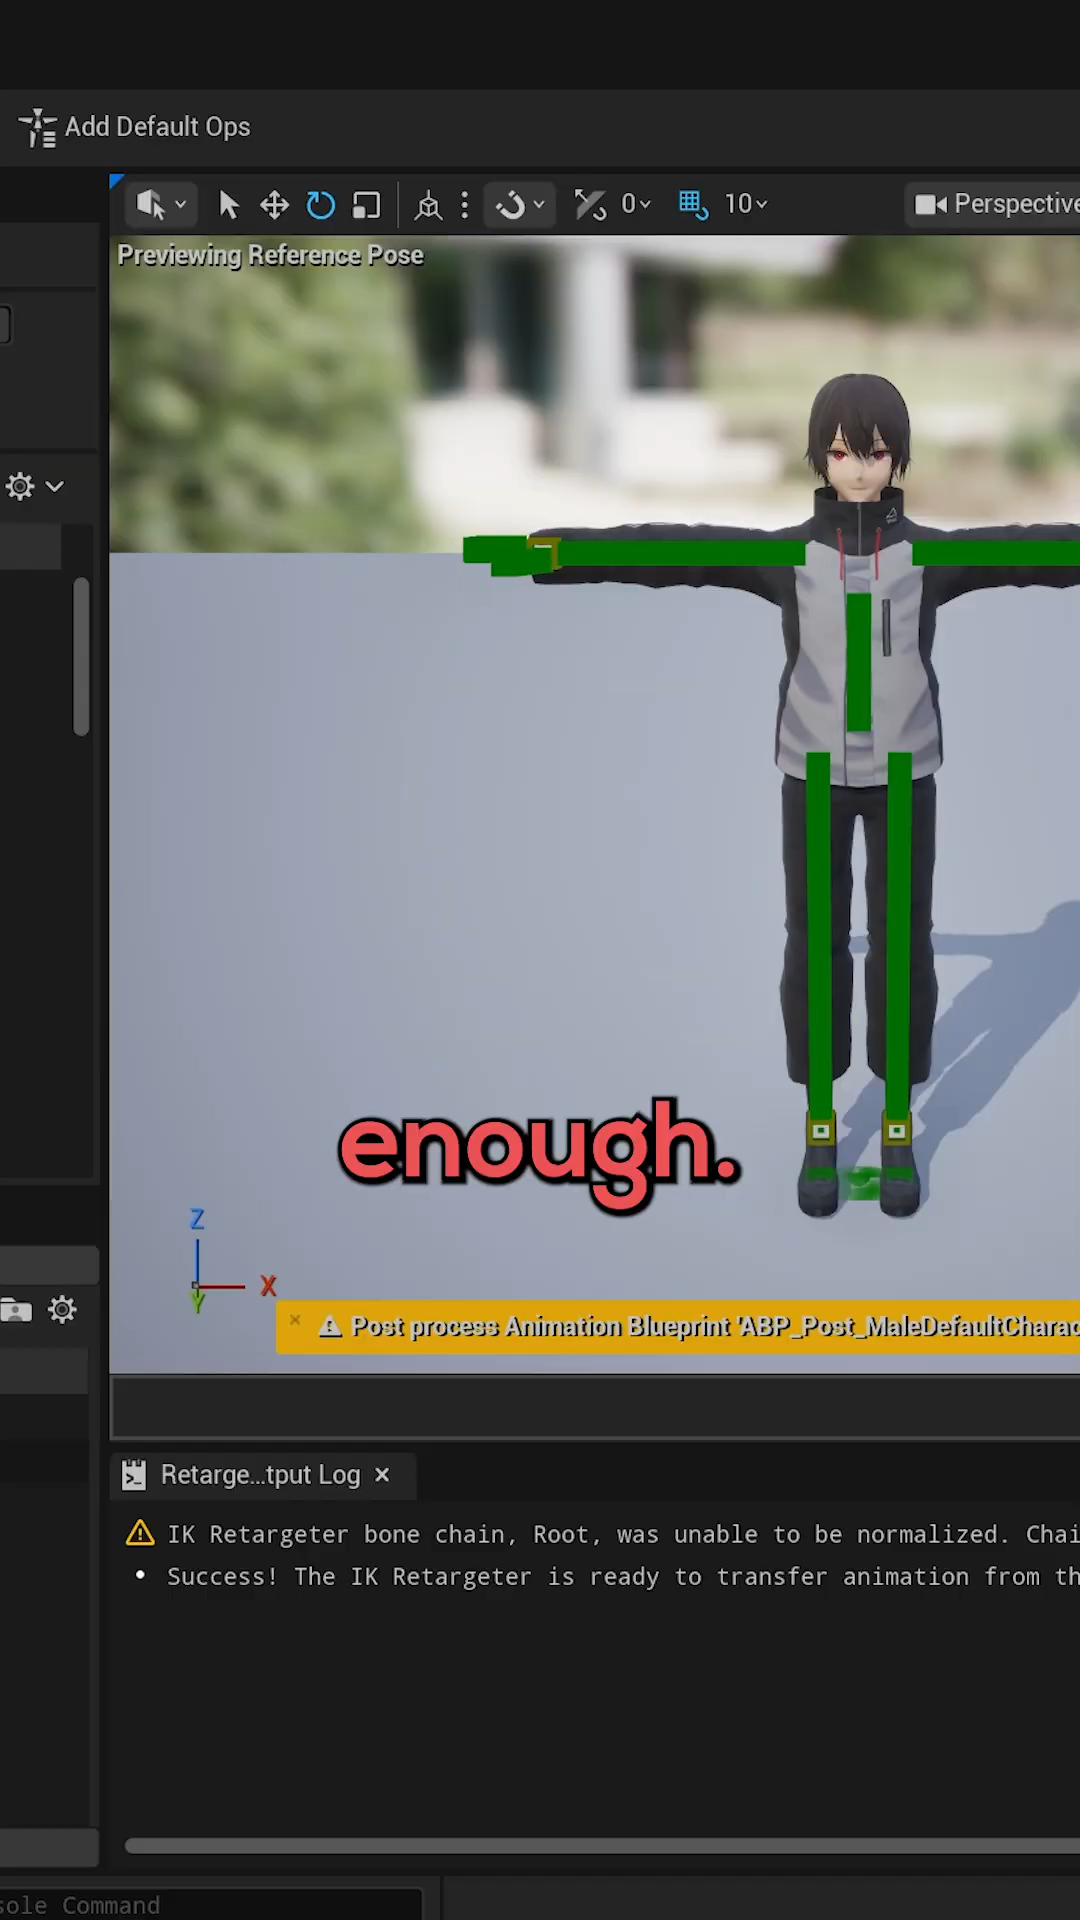 Add Default Ops
0
10
Perspective
Previewing Reference Pose
enough.
Z
X
Y
Post process Animation Blueprint 'ABP_Post_MaleDefaultCharac
Retarge...tput Log
IK Retargeter bone chain, Root, was unable to be normalized. Chai
Success! The IK Retargeter is ready to transfer animation from th
sole Command